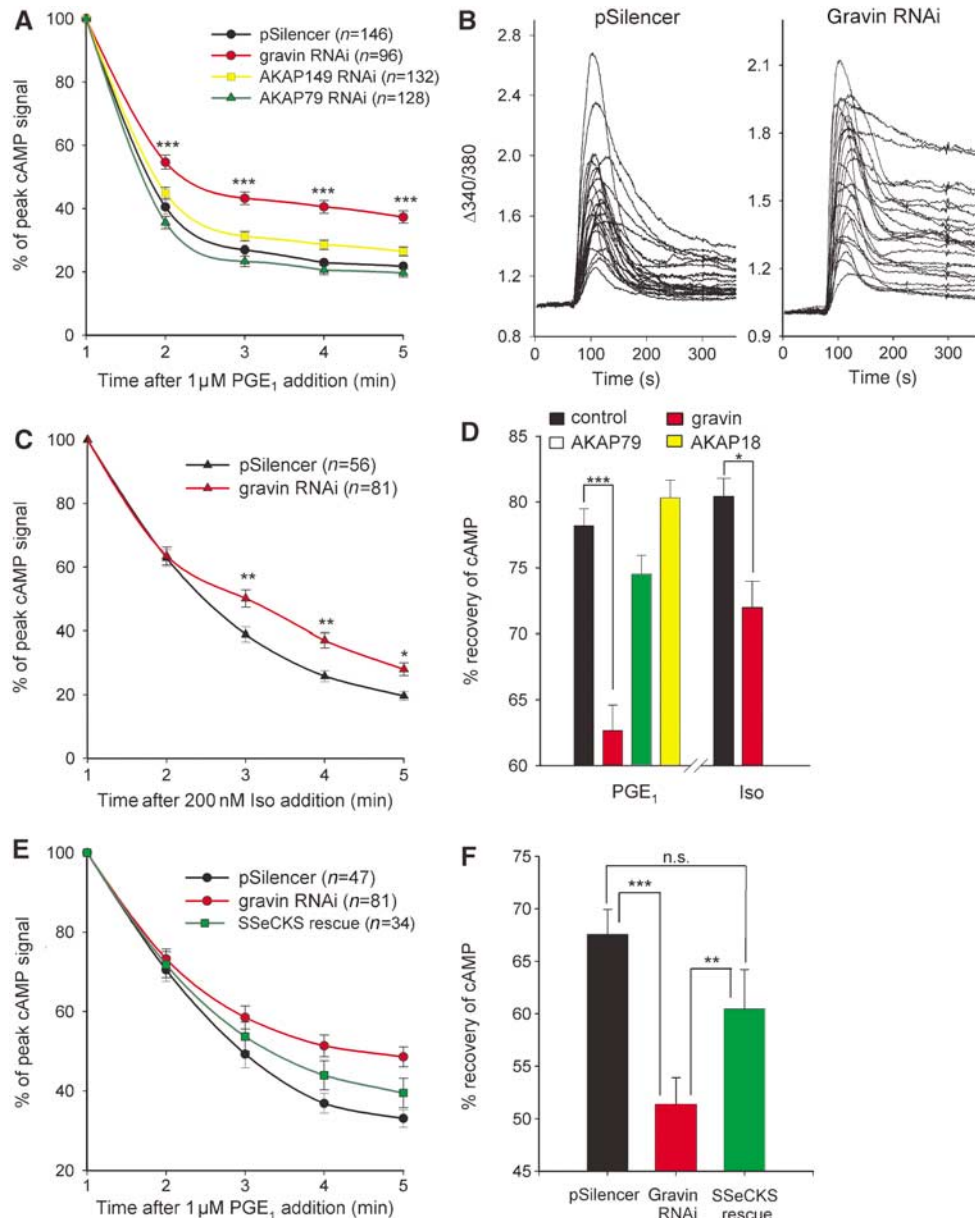 A
100
80
60
40
20
0
% of peak cAMP signal
pSilencer (n=146)
gravin RNAi (n=96)
AKAP149 RNAi (n=132)
AKAP79 RNAi (n=128)
***
***
***
***
1 2 3 4 5
Time after 1 µM PGE1 addition (min)
B
pSilencer
Gravin RNAi
Δ340/380
2.8
2.4
2.0
1.6
1.2
0.8
0 100 200 300
Time (s)
2.1
1.8
1.5
1.2
0.9
0 100 200 300
Time (s)
C
100
80
60
40
20
0
% of peak cAMP signal
pSilencer (n=56)
gravin RNAi (n=81)
**
**
*
1 2 3 4 5
Time after 200 nM Iso addition (min)
D
control
gravin
AKAP79
AKAP18
85
80
75
70
65
60
% recovery of cAMP
***
*
PGE1
Iso
E
100
80
60
40
20
% of peak cAMP signal
pSilencer (n=47)
gravin RNAi (n=81)
SSeCKS rescue (n=34)
1 2 3 4 5
Time after 1 µM PGE1 addition (min)
F
75
70
65
60
55
50
45
% recovery of cAMP
n.s.
***
**
pSilencer
Gravin RNAi
SSeCKS rescue